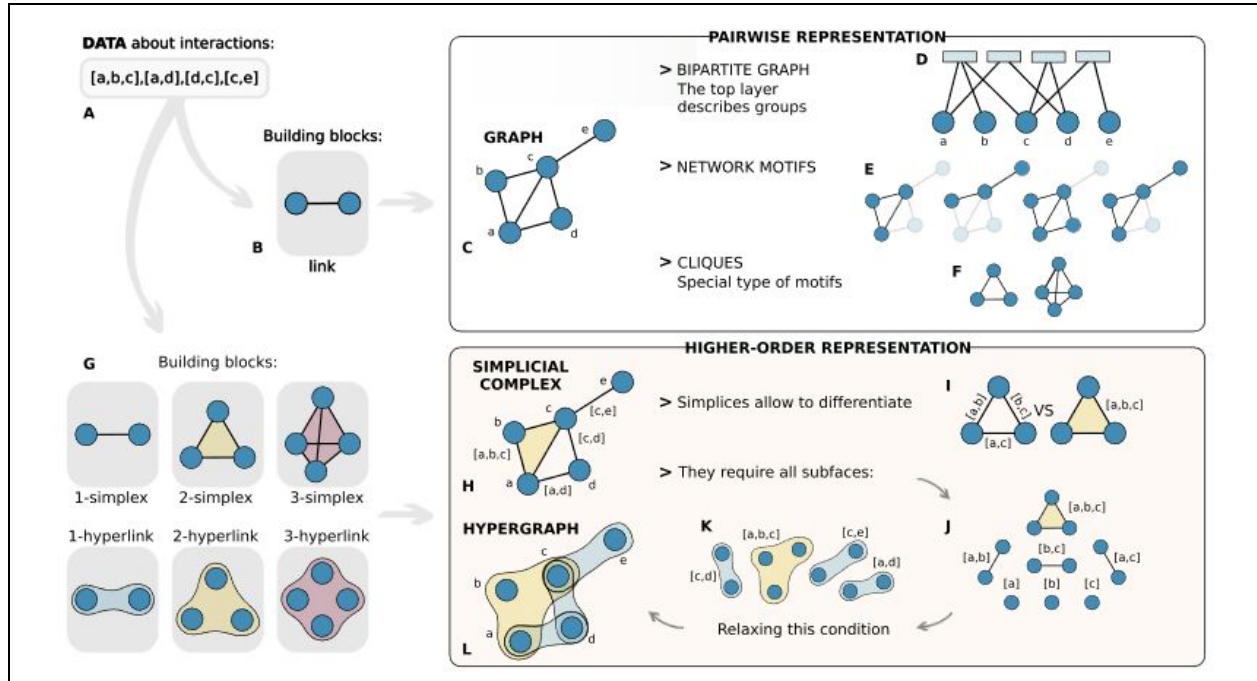 DATA about interactions:
[a,b,c],[a,d],[d,c],[c,e]
A
Building blocks:
B
link
PAIRWISE REPRESENTATION
GRAPH
e
c
b
a
d
C
> BIPARTITE GRAPH
The top layer
describes groups
D
a b c d e
> NETWORK MOTIFS
E
> CLIQUES
Special type of motifs
F
G
Building blocks:
1-simplex 2-simplex 3-simplex
1-hyperlink 2-hyperlink 3-hyperlink
HIGHER-ORDER REPRESENTATION
SIMPLICIAL
COMPLEX
e
c
[c,e]
b
[c,d]
[a,b,c]
a
d
[a,d]
H
> Simplices allow to differentiate
I
[a,b]
[b,c]
[a,c]
VS
[a,b,c]
> They require all subfaces:
J
[a,b,c]
[a,b]
[b,c]
[a,c]
[a] [b] [c]
HYPERGRAPH
c
e
b
a
d
L
K
[c,d]
[a,b,c]
[c,e]
[a,d]
Relaxing this condition